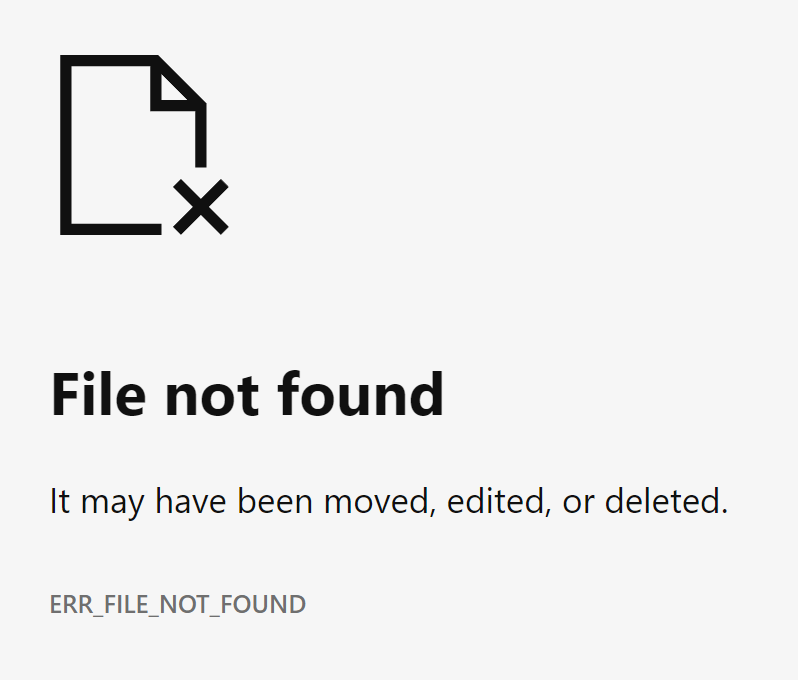 File not found
It may have been moved, edited, or deleted.
ERR_FILE_NOT_FOUND